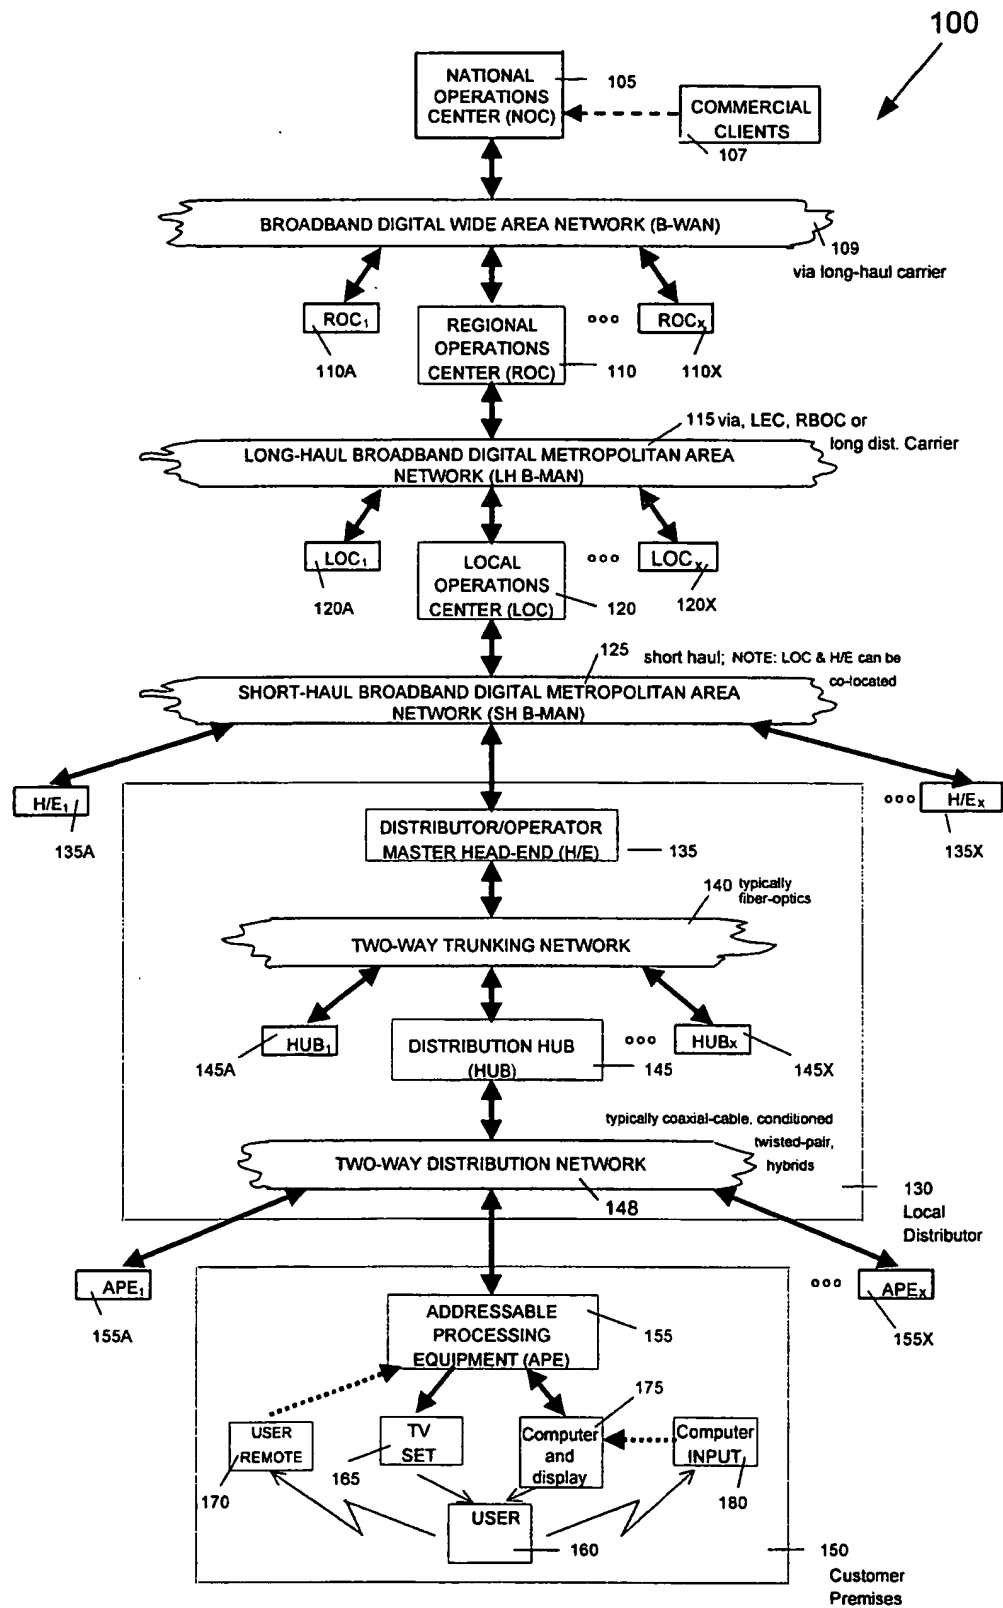 100
NATIONAL
OPERATIONS
CENTER (NOC)
105
COMMERCIAL
CLIENTS
107
BROADBAND DIGITAL WIDE AREA NETWORK (B-WAN)
109
via long-haul carrier
ROC1
REGIONAL
OPERATIONS
CENTER (ROC)
ROCx
110A
110
110X
115 via, LEC, RBOC or
long dist. Carrier
LONG-HAUL BROADBAND DIGITAL METROPOLITAN AREA
NETWORK (LH B-MAN)
LOC1
LOCAL
OPERATIONS
CENTER (LOC)
LOCx
120A
120
120X
125
short haul; NOTE: LOC & H/E can be
co-located
SHORT-HAUL BROADBAND DIGITAL METROPOLITAN AREA
NETWORK (SH B-MAN)
H/E1
H/Ex
135A
135X
DISTRIBUTOR/OPERATOR
MASTER HEAD-END (H/E)
135
140 typically
fiber-optics
TWO-WAY TRUNKING NETWORK
HUB1
DISTRIBUTION HUB
(HUB)
HUBx
145A
145
145X
typically coaxial-cable, conditioned
twisted-pair,
hybrids
TWO-WAY DISTRIBUTION NETWORK
148
130
Local
Distributor
APE1
APEx
155A
155X
ADDRESSABLE
PROCESSING
EQUIPMENT (APE)
155
175
USER
REMOTE
170
TV
SET
165
Computer
and
display
Computer
INPUT
180
USER
160
150
Customer
Premises